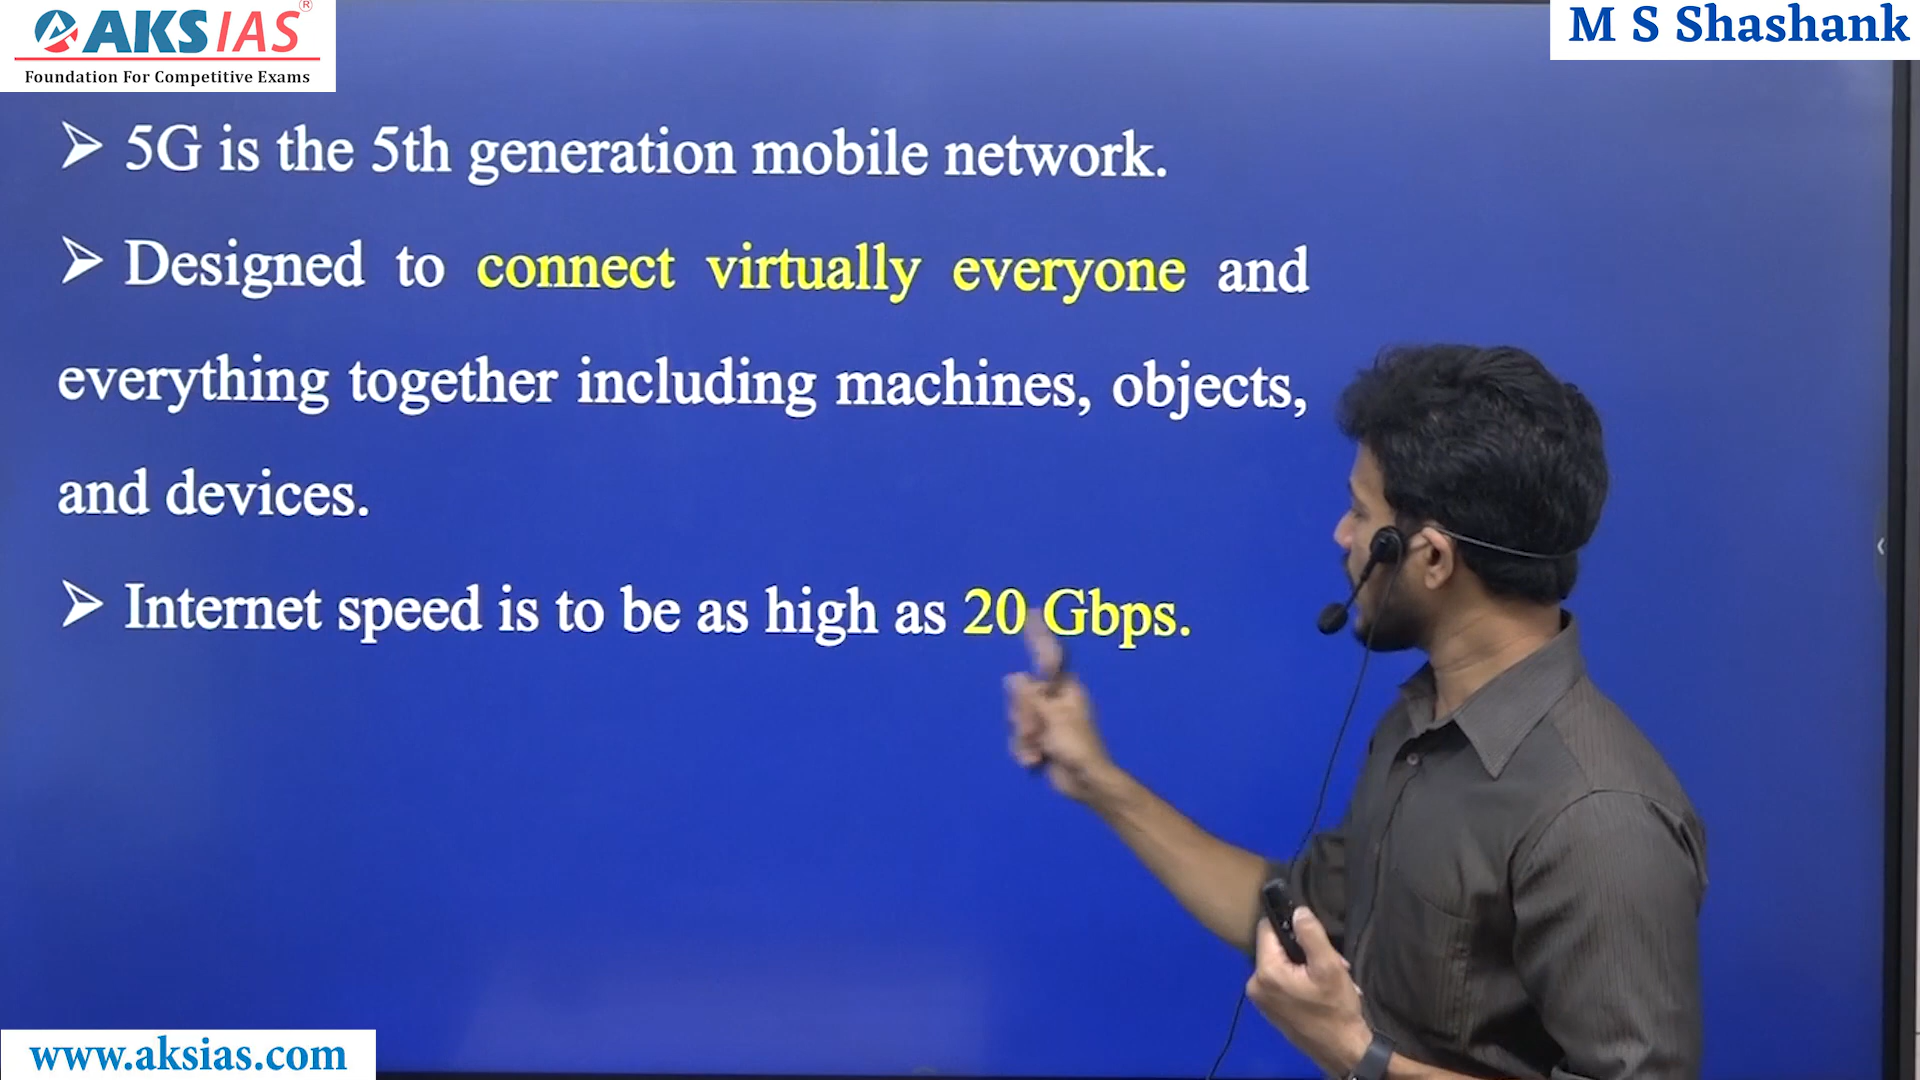 AKS IAS®
Foundation For Competitive Exams
M S Shashank
➢ 5G is the 5th generation mobile network.
➢ Designed to connect virtually everyone and
everything together including machines, objects,
and devices.
➢ Internet speed is to be as high as 20 Gbps.
www.aksias.com